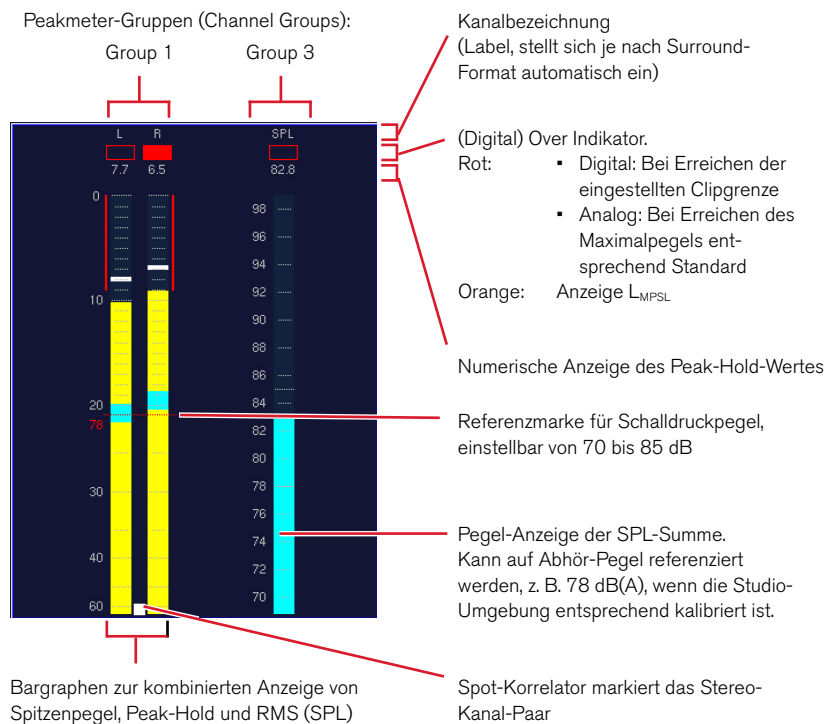 Peakmeter-Gruppen (Channel Groups):
Group 1
Group 3
Kanalbezeichnung
(Label, stellt sich je nach Surround-
Format automatisch ein)
L
R
SPL
7.7
6.5
82.8
(Digital) Over Indikator.
Rot:
▪ Digital: Bei Erreichen der
eingestellten Clipgrenze
▪ Analog: Bei Erreichen des
Maximalpegels ent-
sprechend Standard
Orange:
Anzeige LMPSL
Numerische Anzeige des Peak-Hold-Wertes
0
10
20
78
30
40
60
98
96
94
92
90
88
86
84
82
80
78
76
74
72
70
Referenzmarke für Schalldruckpegel,
einstellbar von 70 bis 85 dB
Pegel-Anzeige der SPL-Summe.
Kann auf Abhör-Pegel referenziert
werden, z. B. 78 dB(A), wenn die Studio-
Umgebung entsprechend kalibriert ist.
Bargraphen zur kombinierten Anzeige von
Spitzenpegel, Peak-Hold und RMS (SPL)
Spot-Korrelator markiert das Stereo-
Kanal-Paar